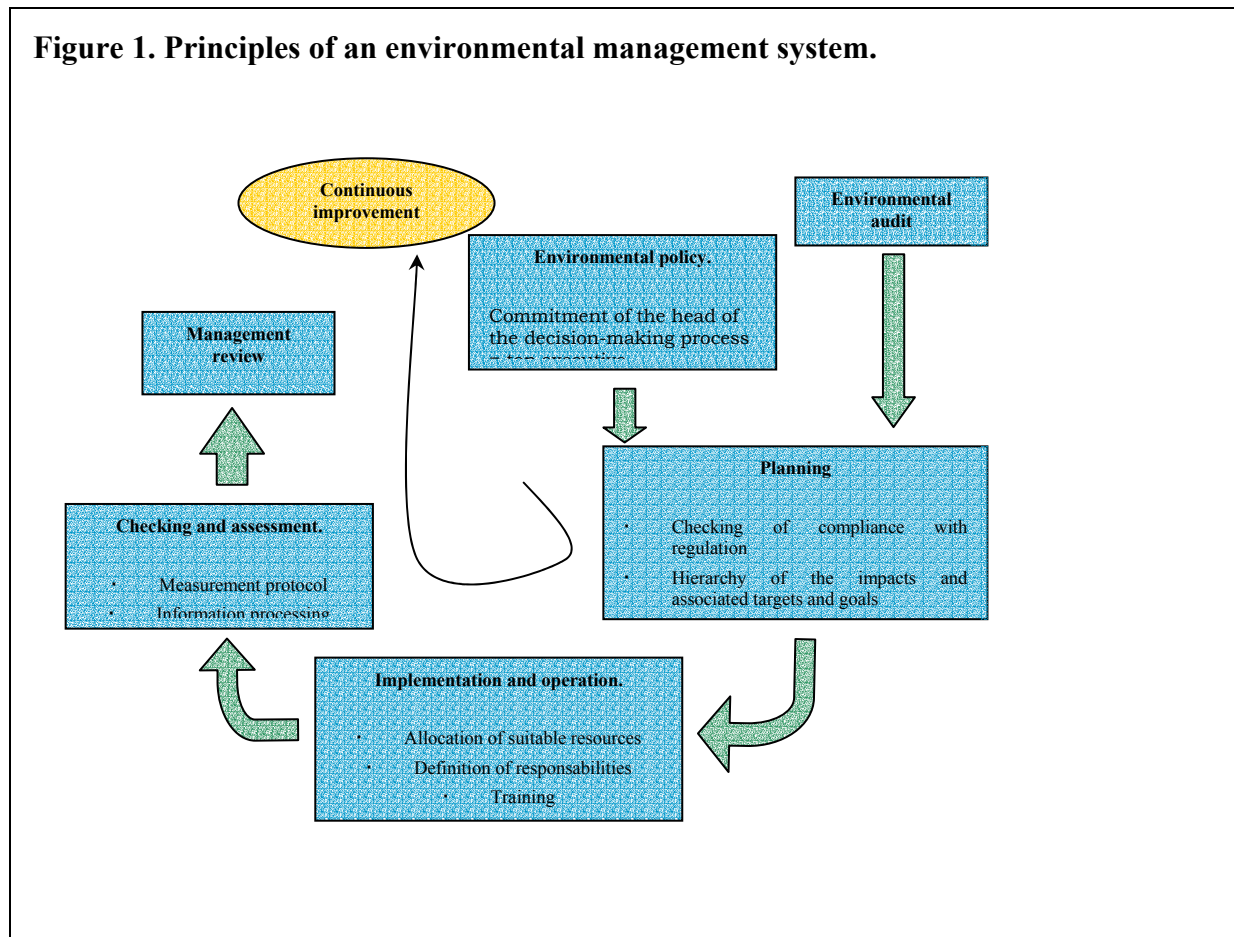 Figure 1. Principles of an environmental management system.
Continuous
improvement
Environmental
audit
Environmental policy.
Commitment of the head of
the decision-making process
Management
review
Planning
· Checking of compliance with
regulation
· Hierarchy of the impacts and
associated targets and goals
Checking and assessment.
· Measurement protocol
· Information processing
Implementation and operation.
· Allocation of suitable resources
· Definition of responsabilities
· Training